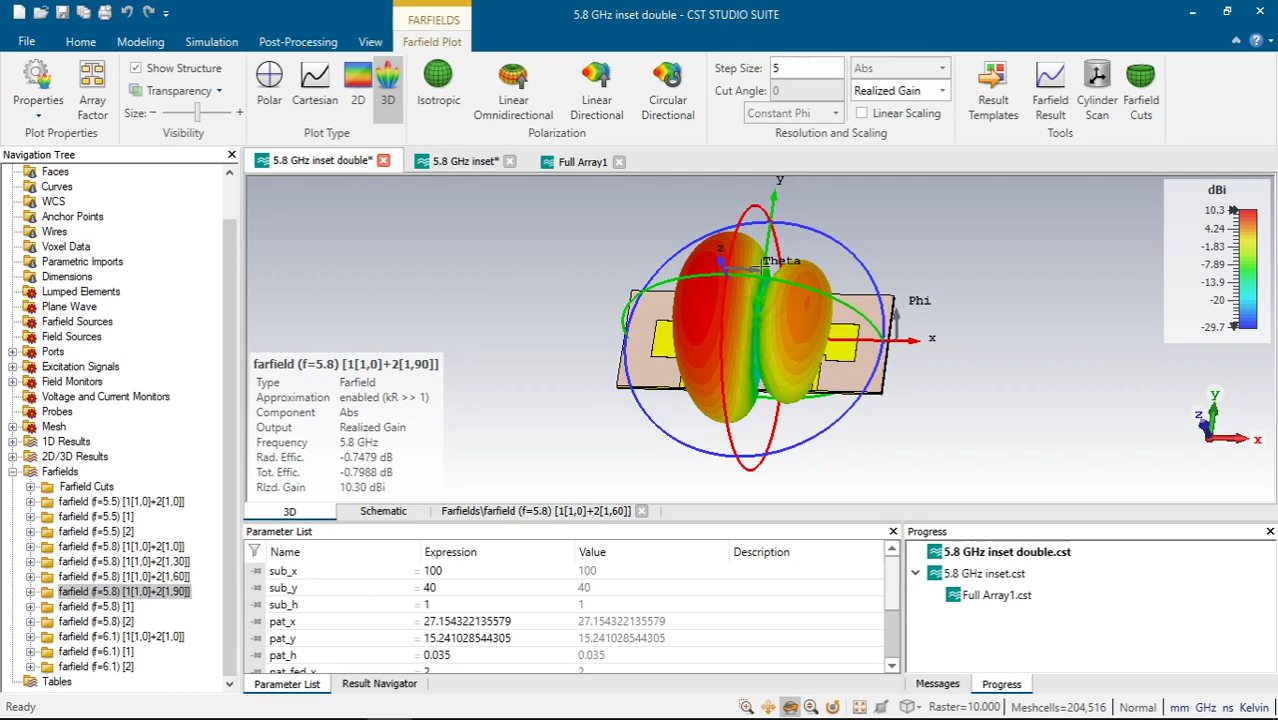 FARFIELDS
5.8 GHz inset double - CST STUDIO SUITE
File Home Modeling Simulation Post-Processing View Farfield Plot
Properties
Array Factor
Plot Properties
Show Structure
Transparency
Size:
Visibility
Polar
Cartesian
2D
3D
Plot Type
Isotropic
Linear Omnidirectional
Linear Directional
Circular Directional
Polarization
Step Size: 5
Abs
Cut Angle: 0
Realized Gain
Constant Phi
Linear Scaling
Resolution and Scaling
Result Templates
Farfield Result
Cylinder Scan
Farfield Cuts
Tools
Navigation Tree
Faces
Curves
WCS
Anchor Points
Wires
Voxel Data
Parametric Imports
Dimensions
Lumped Elements
Plane Wave
Farfield Sources
Field Sources
Ports
Excitation Signals
Field Monitors
Voltage and Current Monitors
Probes
Mesh
1D Results
2D/3D Results
Farfields
Farfield Cuts
farfield (f=5.5) [1[1,0]+2[1,0]]
farfield (f=5.5) [1]
farfield (f=5.5) [2]
farfield (f=5.8) [1[1,0]+2[1,0]]
farfield (f=5.8) [1[1,0]+2[1,30]]
farfield (f=5.8) [1[1,0]+2[1,60]]
farfield (f=5.8) [1[1,0]+2[1,90]]
farfield (f=5.8) [1]
farfield (f=5.8) [2]
farfield (f=6.1) [1[1,0]+2[1,0]]
farfield (f=6.1) [1]
farfield (f=6.1) [2]
Tables
5.8 GHz inset double*
5.8 GHz inset*
Full Array1
y
z
Theta
Phi
x
dBi
10.3
-4.24
-1.83
-7.89
-13.9
-20
-29.7
y
z
x
farfield (f=5.8) [1[1,0]+2[1,90]]
Type Farfield
Approximation enabled (kR >> 1)
Component Abs
Output Realized Gain
Frequency 5.8 GHz
Rad. Effic. -0.7479 dB
Tot. Effic. -0.7988 dB
Rlzd. Gain 10.30 dBi
3D
Schematic
Farfields\farfield (f=5.8) [1[1,0]+2[1,60]]
Parameter List
Name Expression Value Description
sub_x = 100 100
sub_y = 40 40
sub_h = 1 1
pat_x = 27.154322135579 27.154322135579
pat_y = 15.241028544305 15.241028544305
pat_h = 0.035 0.035
pat_fed_x = 2 2
Parameter List
Result Navigator
Progress
5.8 GHz inset double.cst
5.8 GHz inset.cst
Full Array1.cst
Messages
Progress
Ready
Raster=10.000
Meshcells=204,516
Normal
mm GHz ns Kelvin